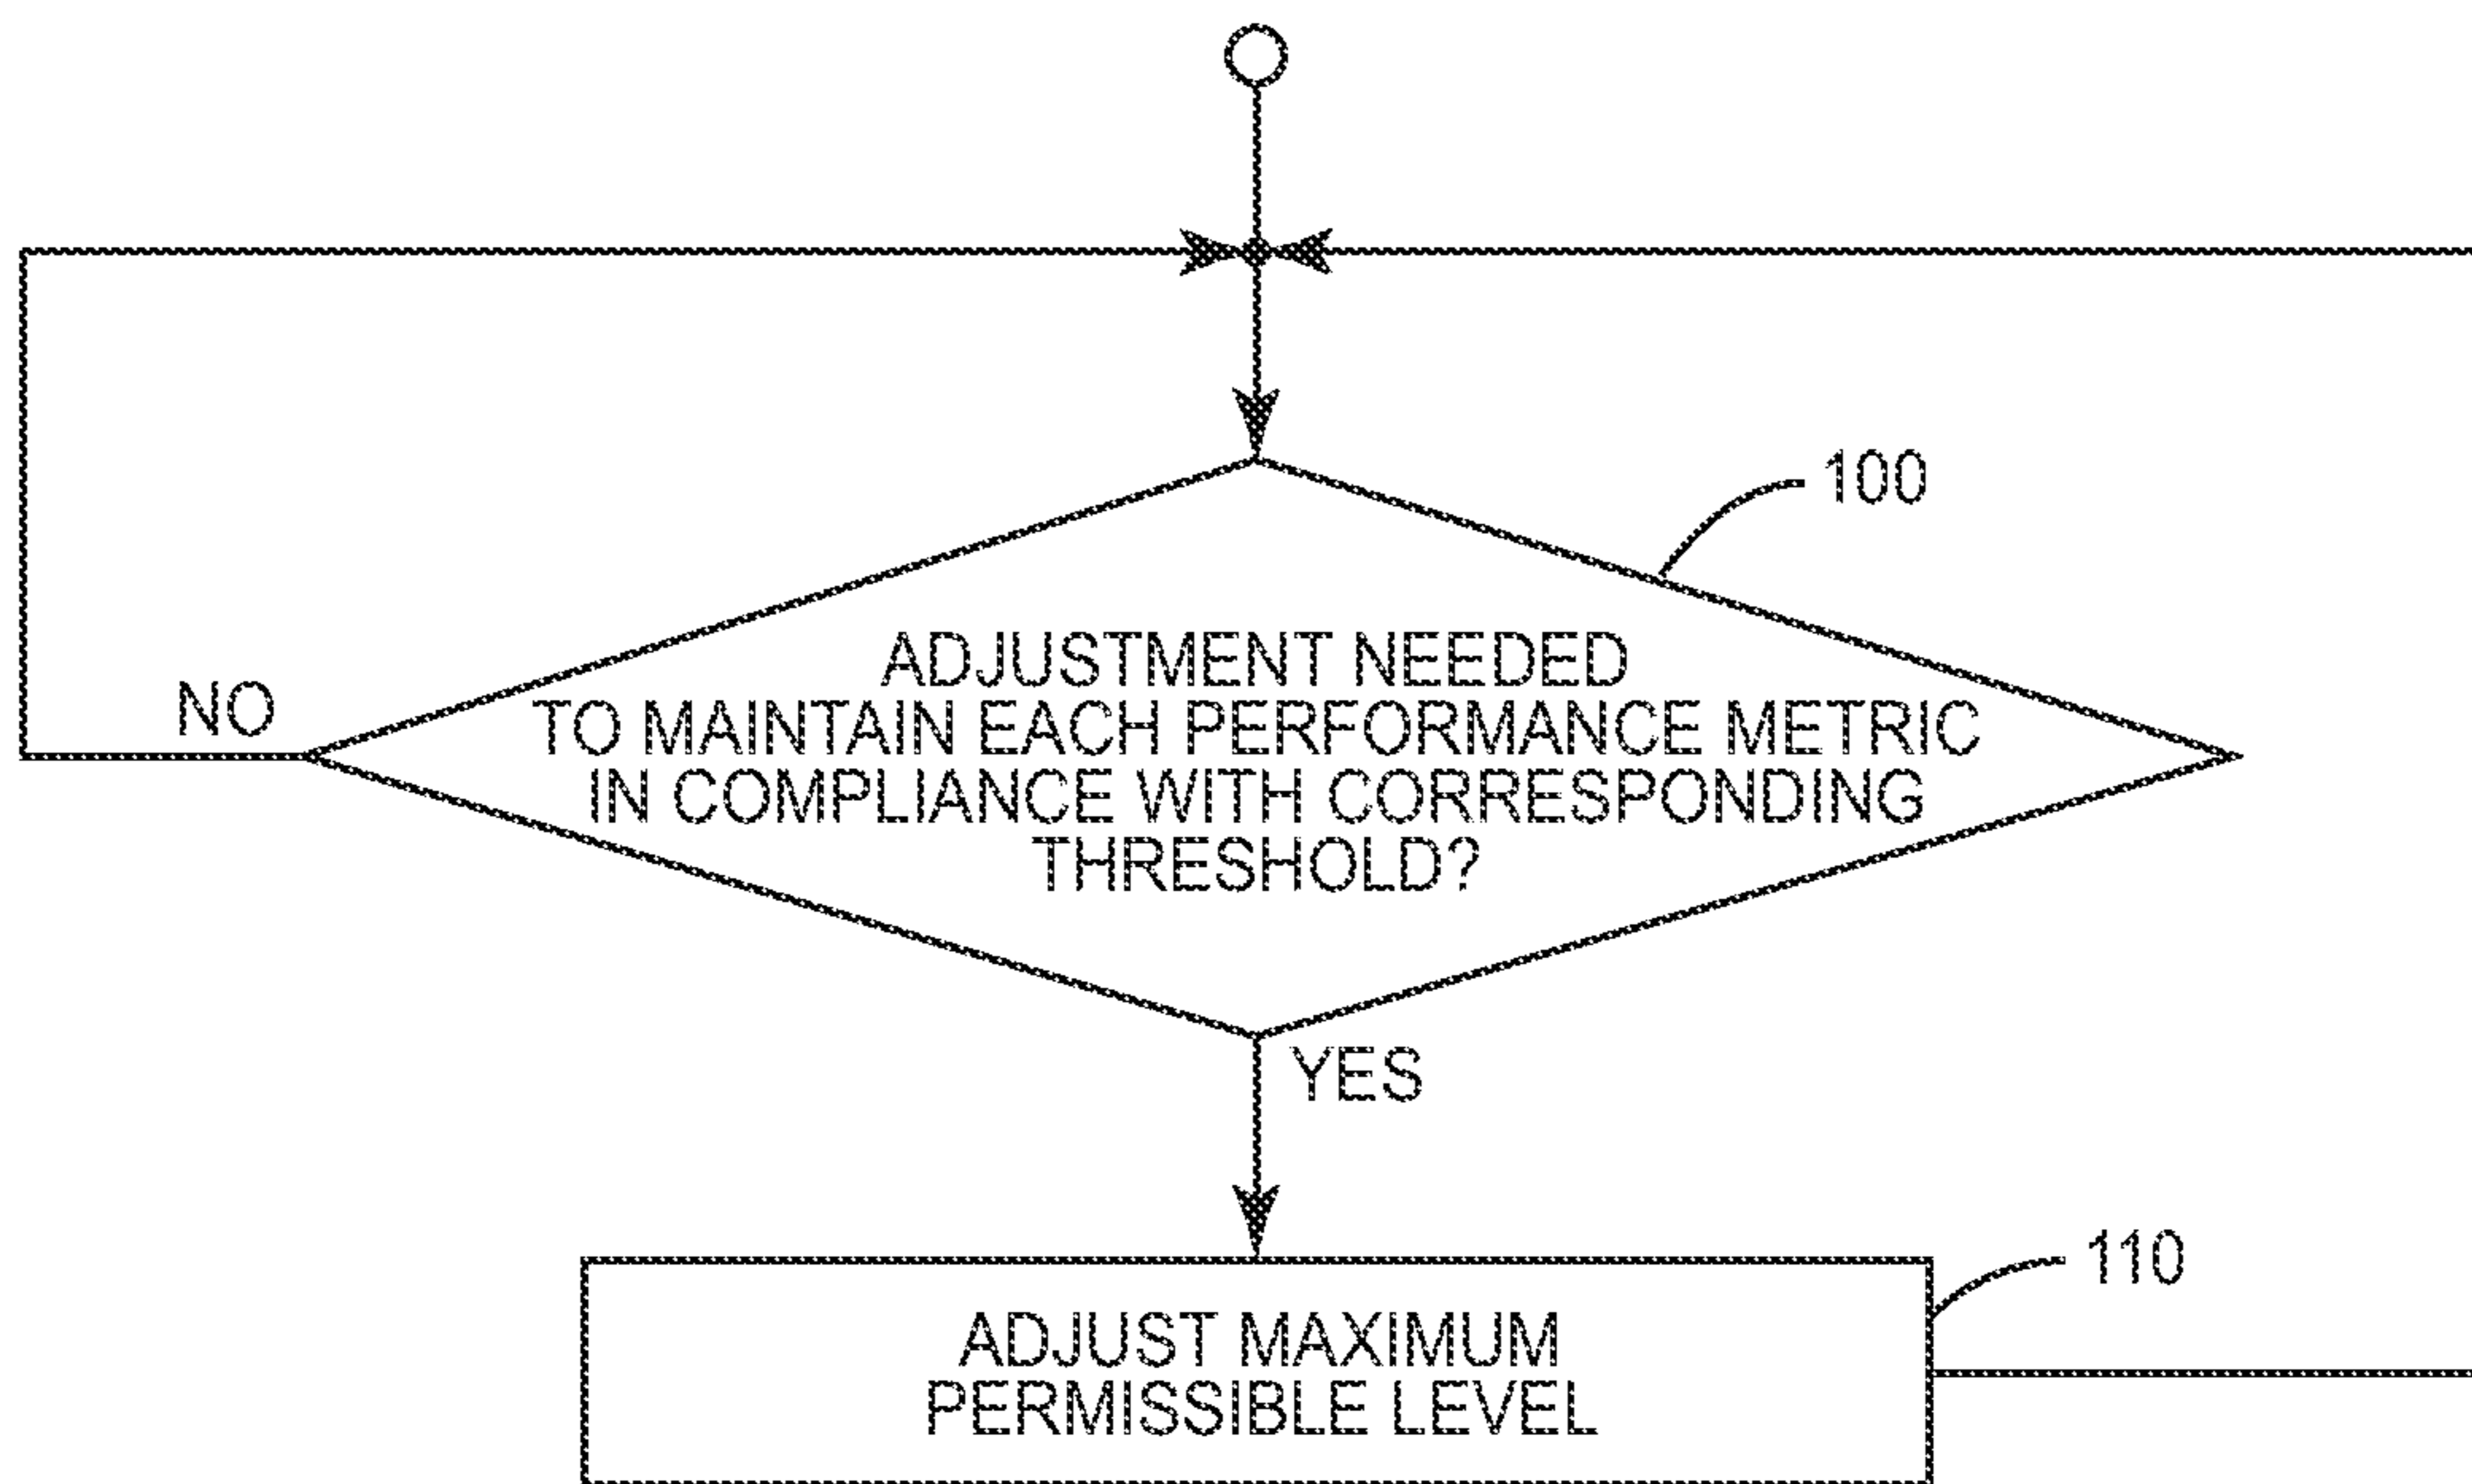 100
ADJUSTMENT NEEDED
TO MAINTAIN EACH PERFORMANCE METRIC
IN COMPLIANCE WITH CORRESPONDING
THRESHOLD?
NO
YES
110
ADJUST MAXIMUM
PERMISSIBLE LEVEL